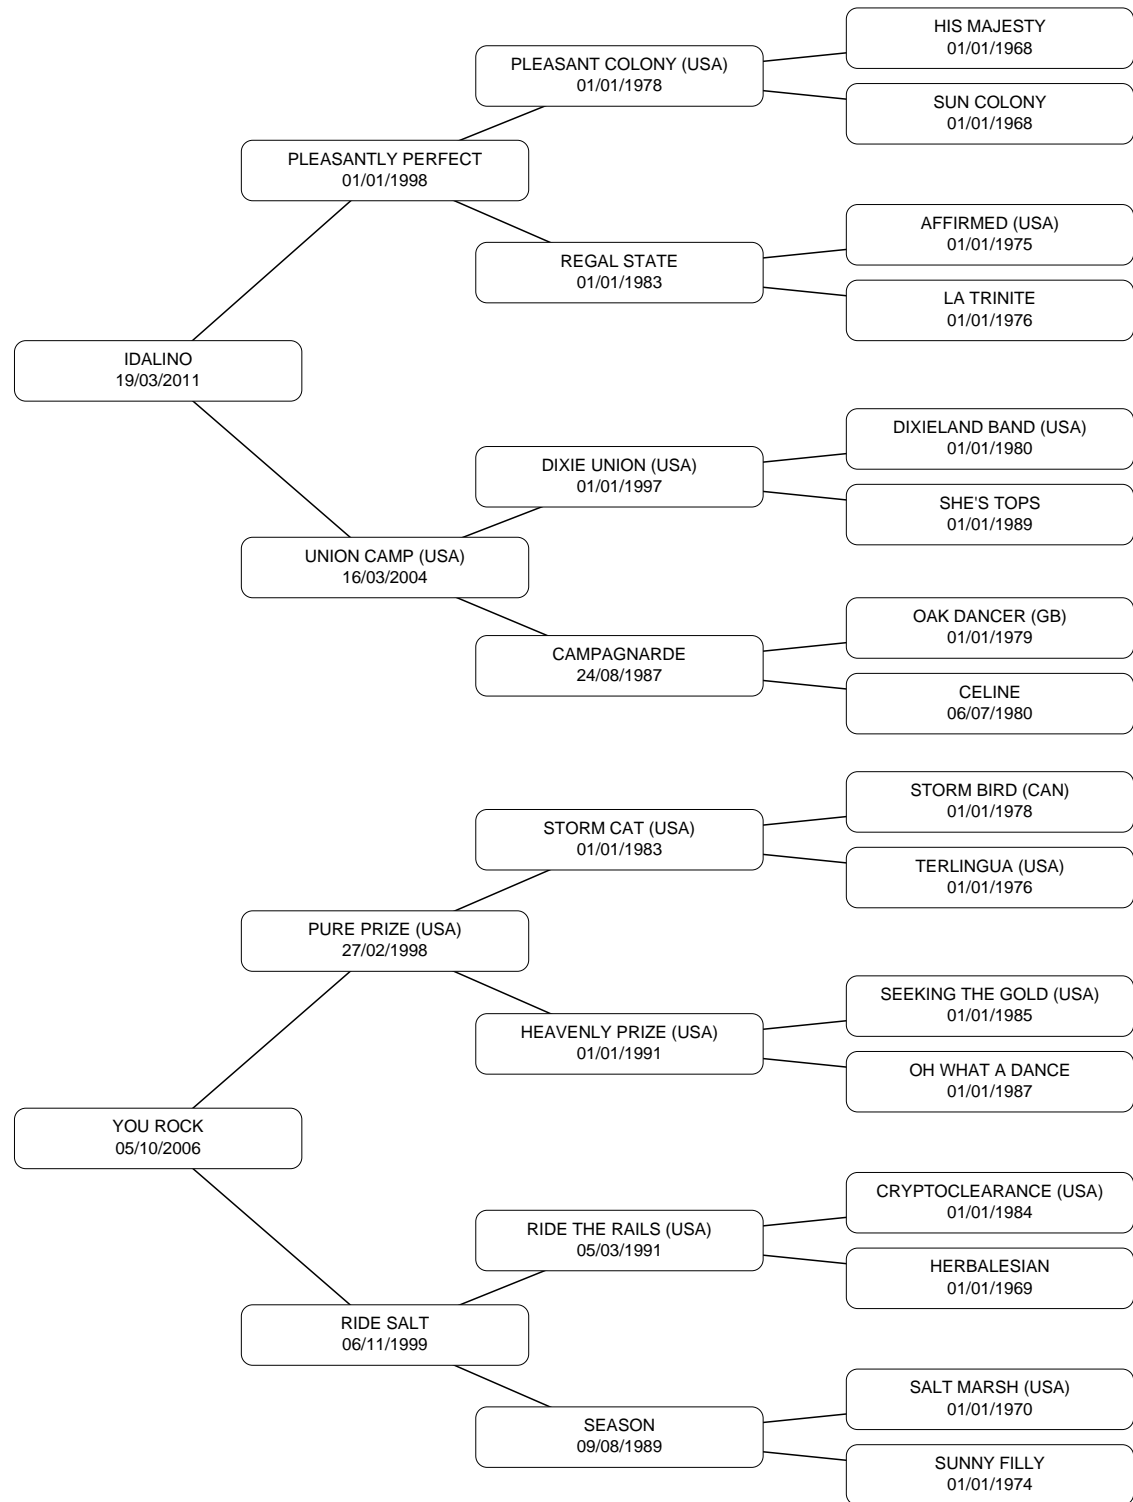 HIS MAJESTY
01/01/1968
PLEASANT COLONY (USA)
01/01/1978
SUN COLONY
01/01/1968
PLEASANTLY PERFECT
01/01/1998
AFFIRMED (USA)
01/01/1975
REGAL STATE
01/01/1983
LA TRINITE
01/01/1976
IDALINO
19/03/2011
DIXIELAND BAND (USA)
01/01/1980
DIXIE UNION (USA)
01/01/1997
SHE'S TOPS
01/01/1989
UNION CAMP (USA)
16/03/2004
OAK DANCER (GB)
01/01/1979
CAMPAGNARDE
24/08/1987
CELINE
06/07/1980
STORM BIRD (CAN)
01/01/1978
STORM CAT (USA)
01/01/1983
TERLINGUA (USA)
01/01/1976
PURE PRIZE (USA)
27/02/1998
SEEKING THE GOLD (USA)
01/01/1985
HEAVENLY PRIZE (USA)
01/01/1991
OH WHAT A DANCE
01/01/1987
YOU ROCK
05/10/2006
CRYPTOCLEARANCE (USA)
01/01/1984
RIDE THE RAILS (USA)
05/03/1991
HERBALESIAN
01/01/1969
RIDE SALT
06/11/1999
SALT MARSH (USA)
01/01/1970
SEASON
09/08/1989
SUNNY FILLY
01/01/1974